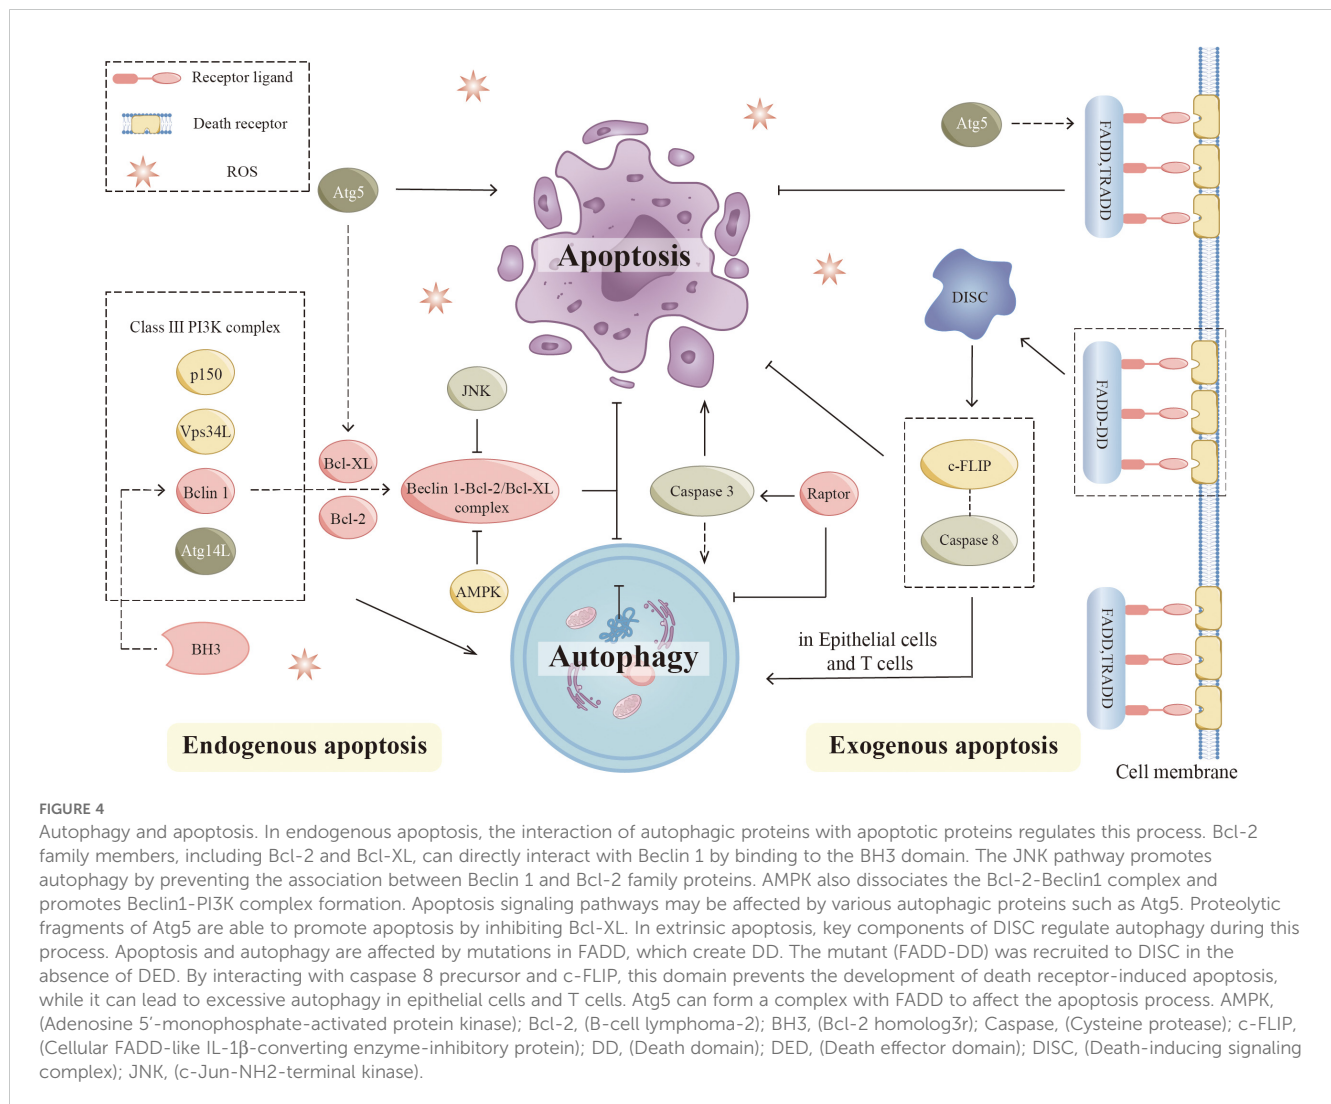 Receptor ligand
Death receptor
ROS
Atg5
Apoptosis
Atg5
FADD,TRADD
DISC
Class III PI3K complex
p150
Vps34L
Bclin 1
Atg14L
BH3
Bcl-XL
Bcl-2
JNK
Beclin 1-Bcl-2/Bcl-XL
complex
AMPK
Caspase 3
Raptor
c-FLIP
Caspase 8
FADD-DD
in Epithelial cells
and T cells
Autophagy
FADD,TRADD
Endogenous apoptosis
Exogenous apoptosis
Cell membrane
FIGURE 4
Autophagy and apoptosis. In endogenous apoptosis, the interaction of autophagic proteins with apoptotic proteins regulates this process. Bcl-2
family members, including Bcl-2 and Bcl-XL, can directly interact with Beclin 1 by binding to the BH3 domain. The JNK pathway promotes
autophagy by preventing the association between Beclin 1 and Bcl-2 family proteins. AMPK also dissociates the Bcl-2-Beclin1 complex and
promotes Beclin1-PI3K complex formation. Apoptosis signaling pathways may be affected by various autophagic proteins such as Atg5. Proteolytic
fragments of Atg5 are able to promote apoptosis by inhibiting Bcl-XL. In extrinsic apoptosis, key components of DISC regulate autophagy during this
process. Apoptosis and autophagy are affected by mutations in FADD, which create DD. The mutant (FADD-DD) was recruited to DISC in the
absence of DED. By interacting with caspase 8 precursor and c-FLIP, this domain prevents the development of death receptor-induced apoptosis,
while it can lead to excessive autophagy in epithelial cells and T cells. Atg5 can form a complex with FADD to affect the apoptosis process. AMPK,
(Adenosine 5′-monophosphate-activated protein kinase); Bcl-2, (B-cell lymphoma-2); BH3, (Bcl-2 homolog3r); Caspase, (Cysteine protease); c-FLIP,
(Cellular FADD-like IL-1β-converting enzyme-inhibitory protein); DD, (Death domain); DED, (Death effector domain); DISC, (Death-inducing signaling
complex); JNK, (c-Jun-NH2-terminal kinase).